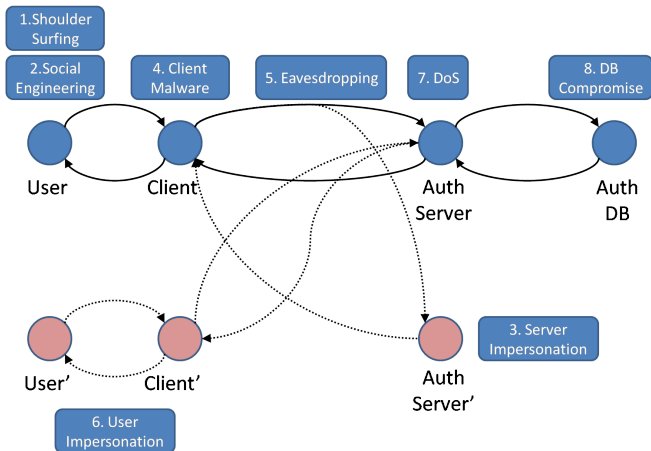 1.Shoulder
Surfing
2.Social
Engineering
4. Client
Malware
5. Eavesdropping
7. DoS
8. DB
Compromise
User
Client
Auth
Server
Auth
DB
3. Server
Impersonation
User’
Client’
Auth
Server’
6. User
Impersonation